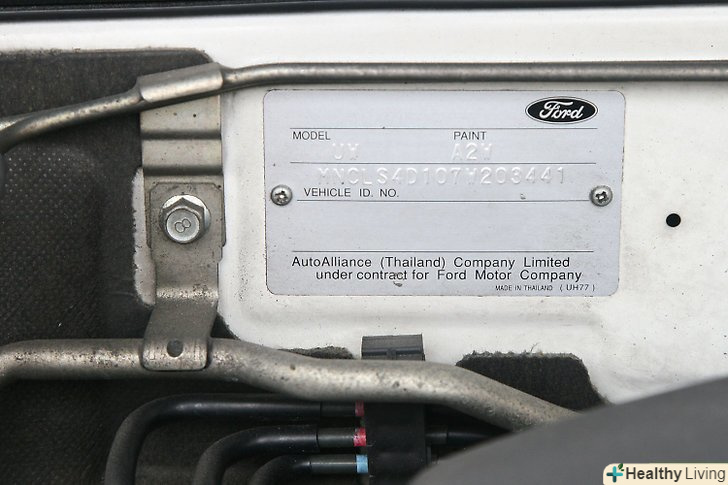 Ford
MODEL PAINT
UW A2W
MNCLS4D107W203441
VEHICLE ID. NO.
AutoAlliance (Thailand) Company Limited
under contract for Ford Motor Company
MADE IN THAILAND ( UH77 )
8
Healthy Living